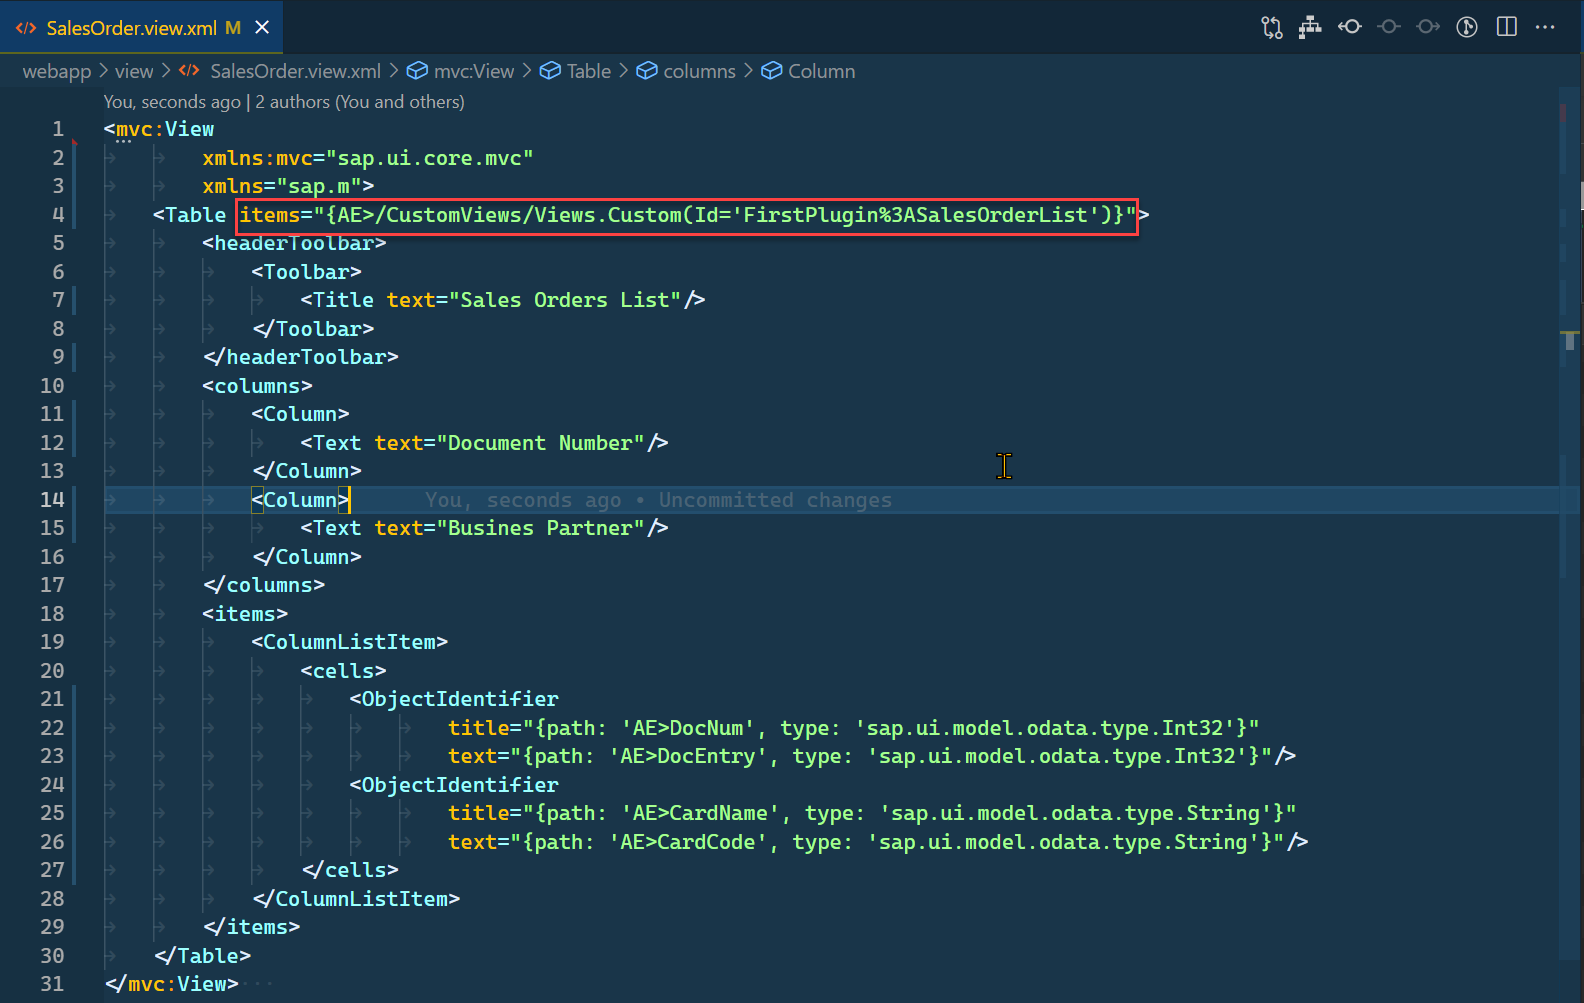 SalesOrder.view.xml M
webapp > view > SalesOrder.view.xml > mvc:View > Table > columns > Column
You, seconds ago | 2 authors (You and others)
1 <mvc:View
2 xmlns:mvc="sap.ui.core.mvc"
3 xmlns="sap.m">
4 <Table items="{AE>/CustomViews/Views.Custom(Id='FirstPlugin%3ASalesOrderList')}">
5 <headerToolbar>
6 <Toolbar>
7 <Title text="Sales Orders List"/>
8 </Toolbar>
9 </headerToolbar>
10 <columns>
11 <Column>
12 <Text text="Document Number"/>
13 </Column>
14 <Column> You, seconds ago • Uncommitted changes
15 <Text text="Busines Partner"/>
16 </Column>
17 </columns>
18 <items>
19 <ColumnListItem>
20 <cells>
21 <ObjectIdentifier
22 title="{path: 'AE>DocNum', type: 'sap.ui.model.odata.type.Int32'}"
23 text="{path: 'AE>DocEntry', type: 'sap.ui.model.odata.type.Int32'}"/>
24 <ObjectIdentifier
25 title="{path: 'AE>CardName', type: 'sap.ui.model.odata.type.String'}"
26 text="{path: 'AE>CardCode', type: 'sap.ui.model.odata.type.String'}"/>
27 </cells>
28 </ColumnListItem>
29 </items>
30 </Table>
31 </mvc:View>